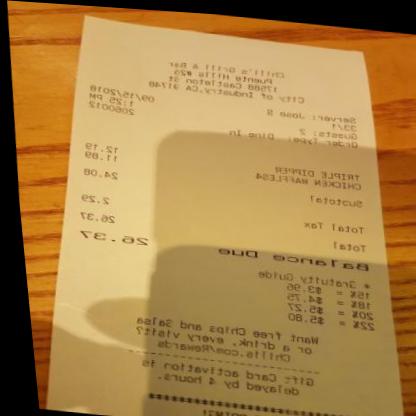 Chili's Grill & Bar
Puente Hills #26
17588 Castleton St
City of Industry,CA 91748
09/15/2018
1:25 PM
2060012
Server: Jose S
33/1
Guests: 2
Order Type: Dine In
TRIPLE DIPPER 12.19
CHICKEN WAFFLES4 11.89
Subtotal 24.08
Total Tax 2.29
Total 26.37
Balance Due 26.37
* Gratuity Guide
15% = $3.96
18% = $4.75
20% = $5.27
22% = $5.80
Want free Chips and Salsa
or a drink, every visit?
Chilis.com/Rewards
Gift Card activation is
delayed by 4 hours.